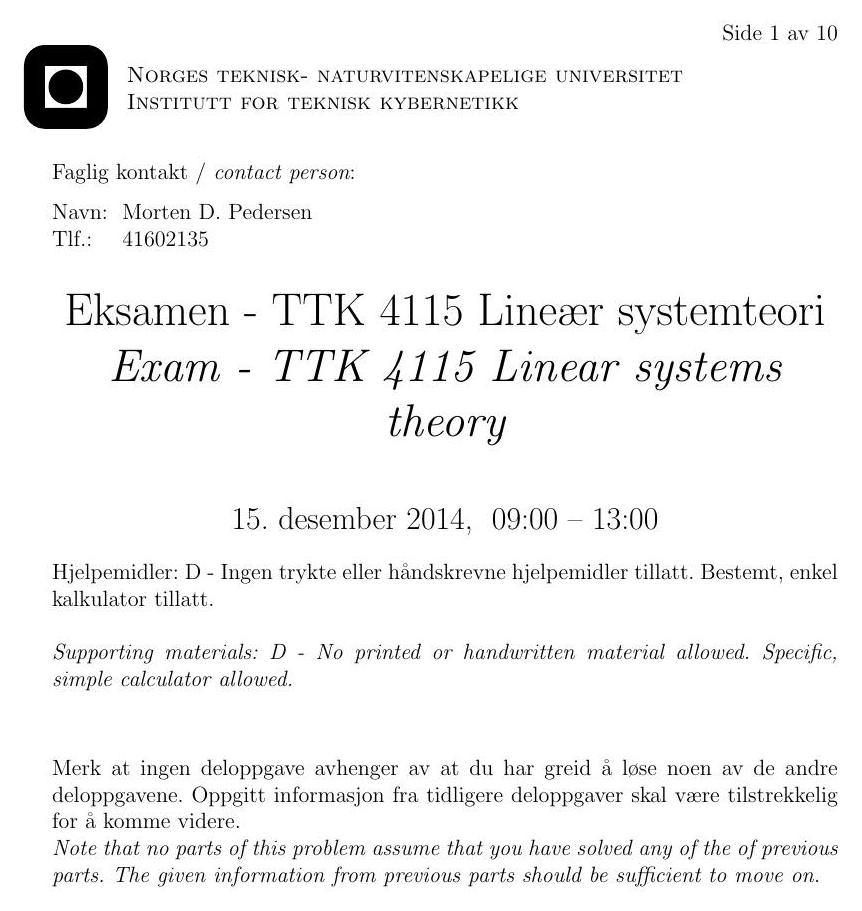 Side 1 av 10
Norges teknisk- naturvitenskapelige universitet
Institutt for teknisk kybernetikk
Faglig kontakt / contact person:
Navn: Morten D. Pedersen
Tlf.: 41602135
Eksamen - TTK 4115 Lineær systemteori
Exam - TTK 4115 Linear systems
theory
15. desember 2014, 09:00 – 13:00
Hjelpemidler: D - Ingen trykte eller håndskrevne hjelpemidler tillatt. Bestemt, enkel
kalkulator tillatt.
Supporting materials: D - No printed or handwritten material allowed. Specific,
simple calculator allowed.
Merk at ingen deloppgave avhenger av at du har greid å løse noen av de andre
deloppgavene. Oppgitt informasjon fra tidligere deloppgaver skal være tilstrekkelig
for å komme videre.
Note that no parts of this problem assume that you have solved any of the of previous
parts. The given information from previous parts should be sufficient to move on.